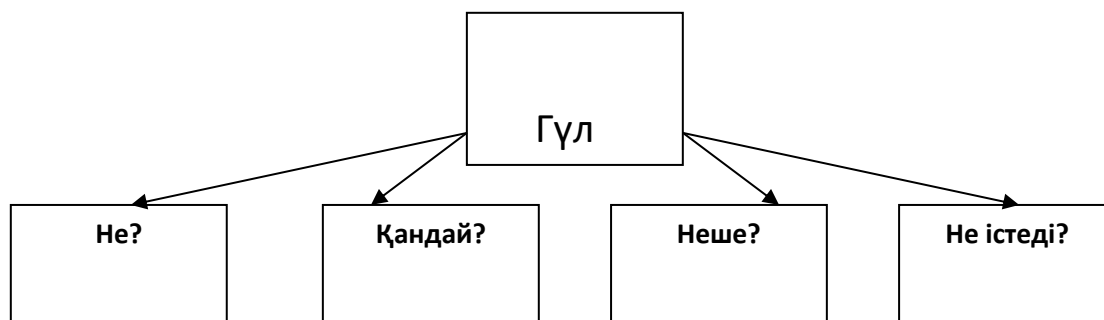 Гүл
Не?
Қандай?
Неше?
Не істеді?